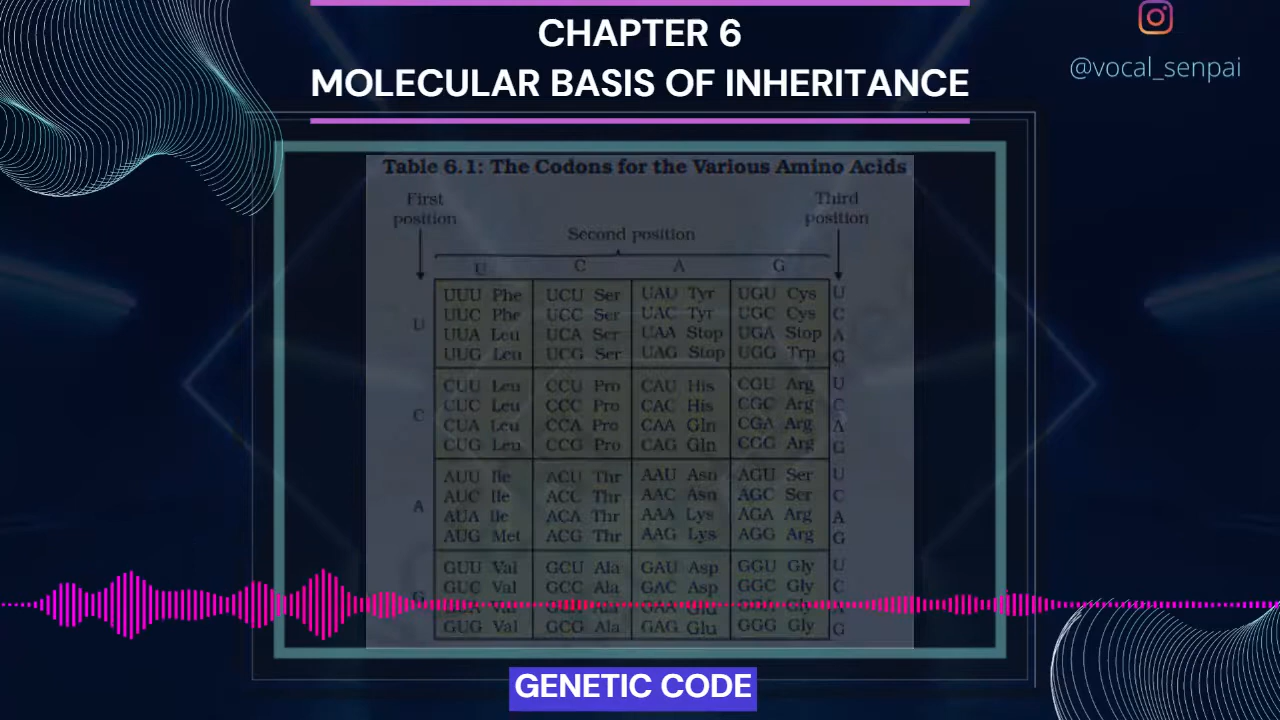 CHAPTER 6
MOLECULAR BASIS OF INHERITANCE
@vocal_senpai
Table 6.1: The Codons for the Various Amino Acids
First position
Third position
Second position
U C A G
UUU Phe UCU Ser UAU Tyr UGU Cys U
UUC Phe UCC Ser UAC Tyr UGC Cys C
U
UUA Leu UCA Ser UAA Stop UGA Stop A
UUG Leu UCG Ser UAG Stop UGG Trp G
CUU Leu CCU Pro CAU His CGU Arg U
CUC Leu CCC Pro CAC His CGC Arg C
C
CUA Leu CCA Pro CAA Gln CGA Arg A
CUG Leu CCG Pro CAG Gln CGG Arg G
AUU Ile ACU Thr AAU Asn AGU Ser U
AUC Ile ACC Thr AAC Asn AGC Ser C
A
AUA Ile ACA Thr AAA Lys AGA Arg A
AUG Met ACG Thr AAG Lys AGG Arg G
GUU Val GCU Ala GAU Asp GGU Gly U
GUC Val GCC Ala GAC Asp GGC Gly C
G
Val Ala Glu Gly
GUG Val GCG Ala GAG Glu GGG Gly G
GENETIC CODE